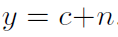 y = c+n.